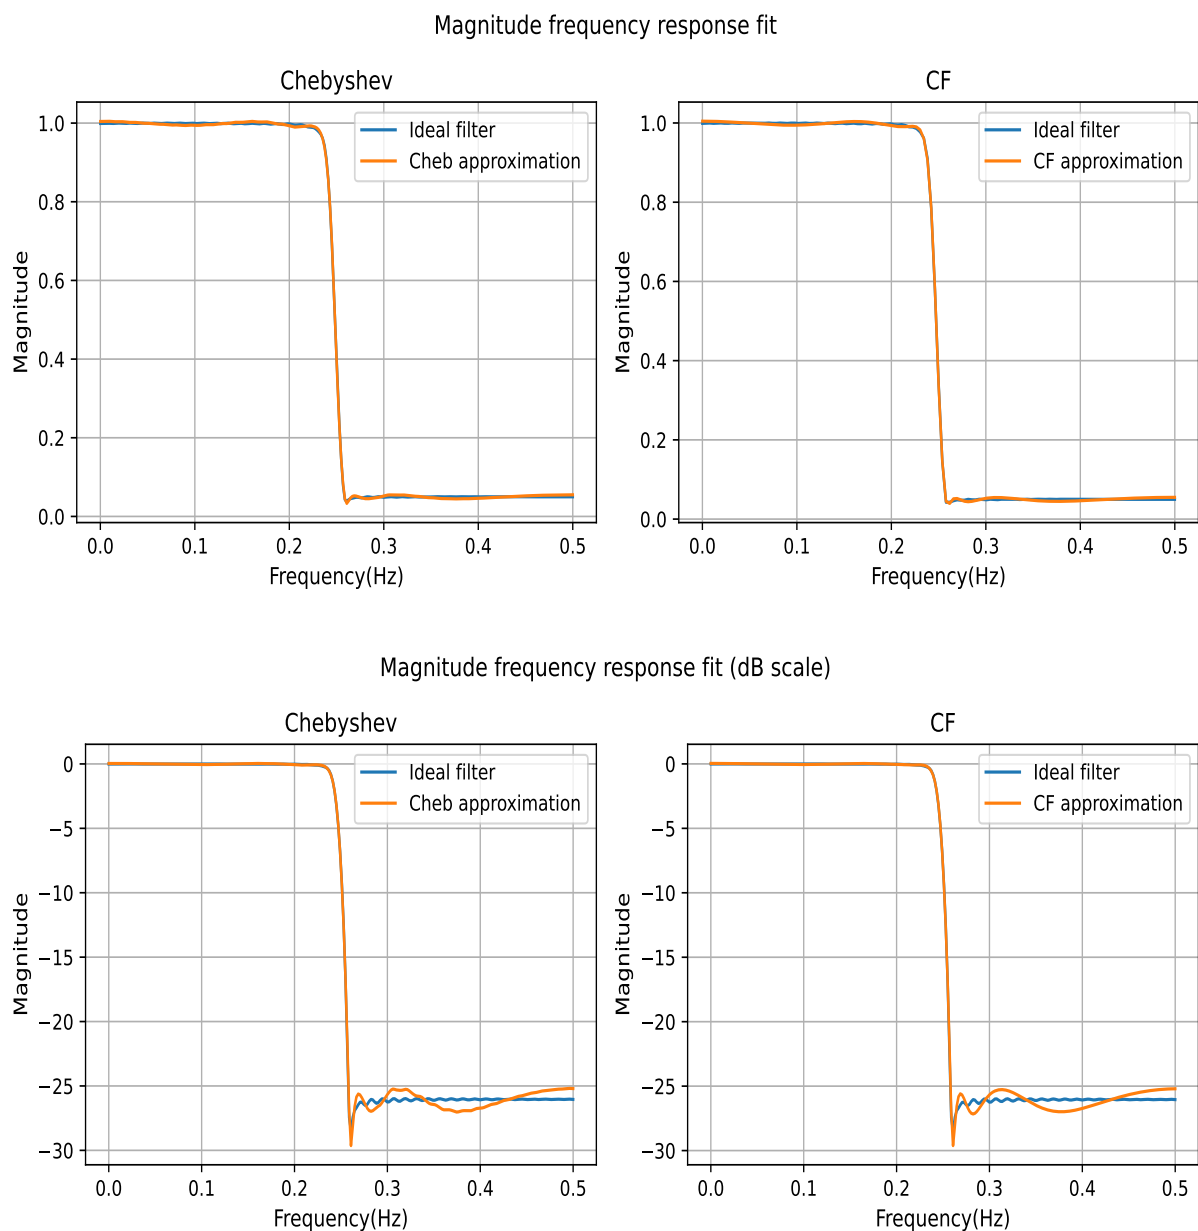 Magnitude frequency response fit
Chebyshev
CF
Ideal filter
Cheb approximation
Ideal filter
CF approximation
1.0
0.8
0.6
0.4
0.2
0.0
Magnitude
1.0
0.8
0.6
0.4
0.2
0.0
Magnitude
0.0 0.1 0.2 0.3 0.4 0.5
Frequency(Hz)
0.0 0.1 0.2 0.3 0.4 0.5
Frequency(Hz)
Magnitude frequency response fit (dB scale)
Chebyshev
CF
Ideal filter
Cheb approximation
Ideal filter
CF approximation
0
−5
−10
−15
−20
−25
−30
Magnitude
0
−5
−10
−15
−20
−25
−30
Magnitude
0.0 0.1 0.2 0.3 0.4 0.5
Frequency(Hz)
0.0 0.1 0.2 0.3 0.4 0.5
Frequency(Hz)